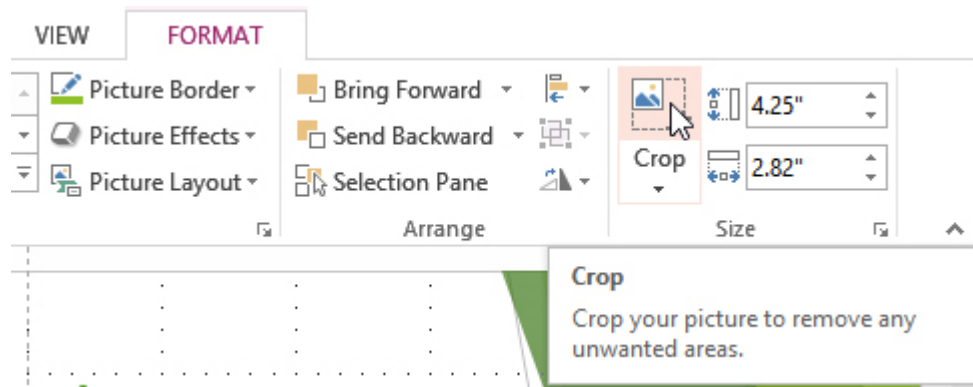 VIEW FORMAT
Picture Border Bring Forward
Picture Effects Send Backward
Picture Layout Selection Pane
Crop
4.25"
2.82"
Arrange Size
Crop
Crop your picture to remove any
unwanted areas.